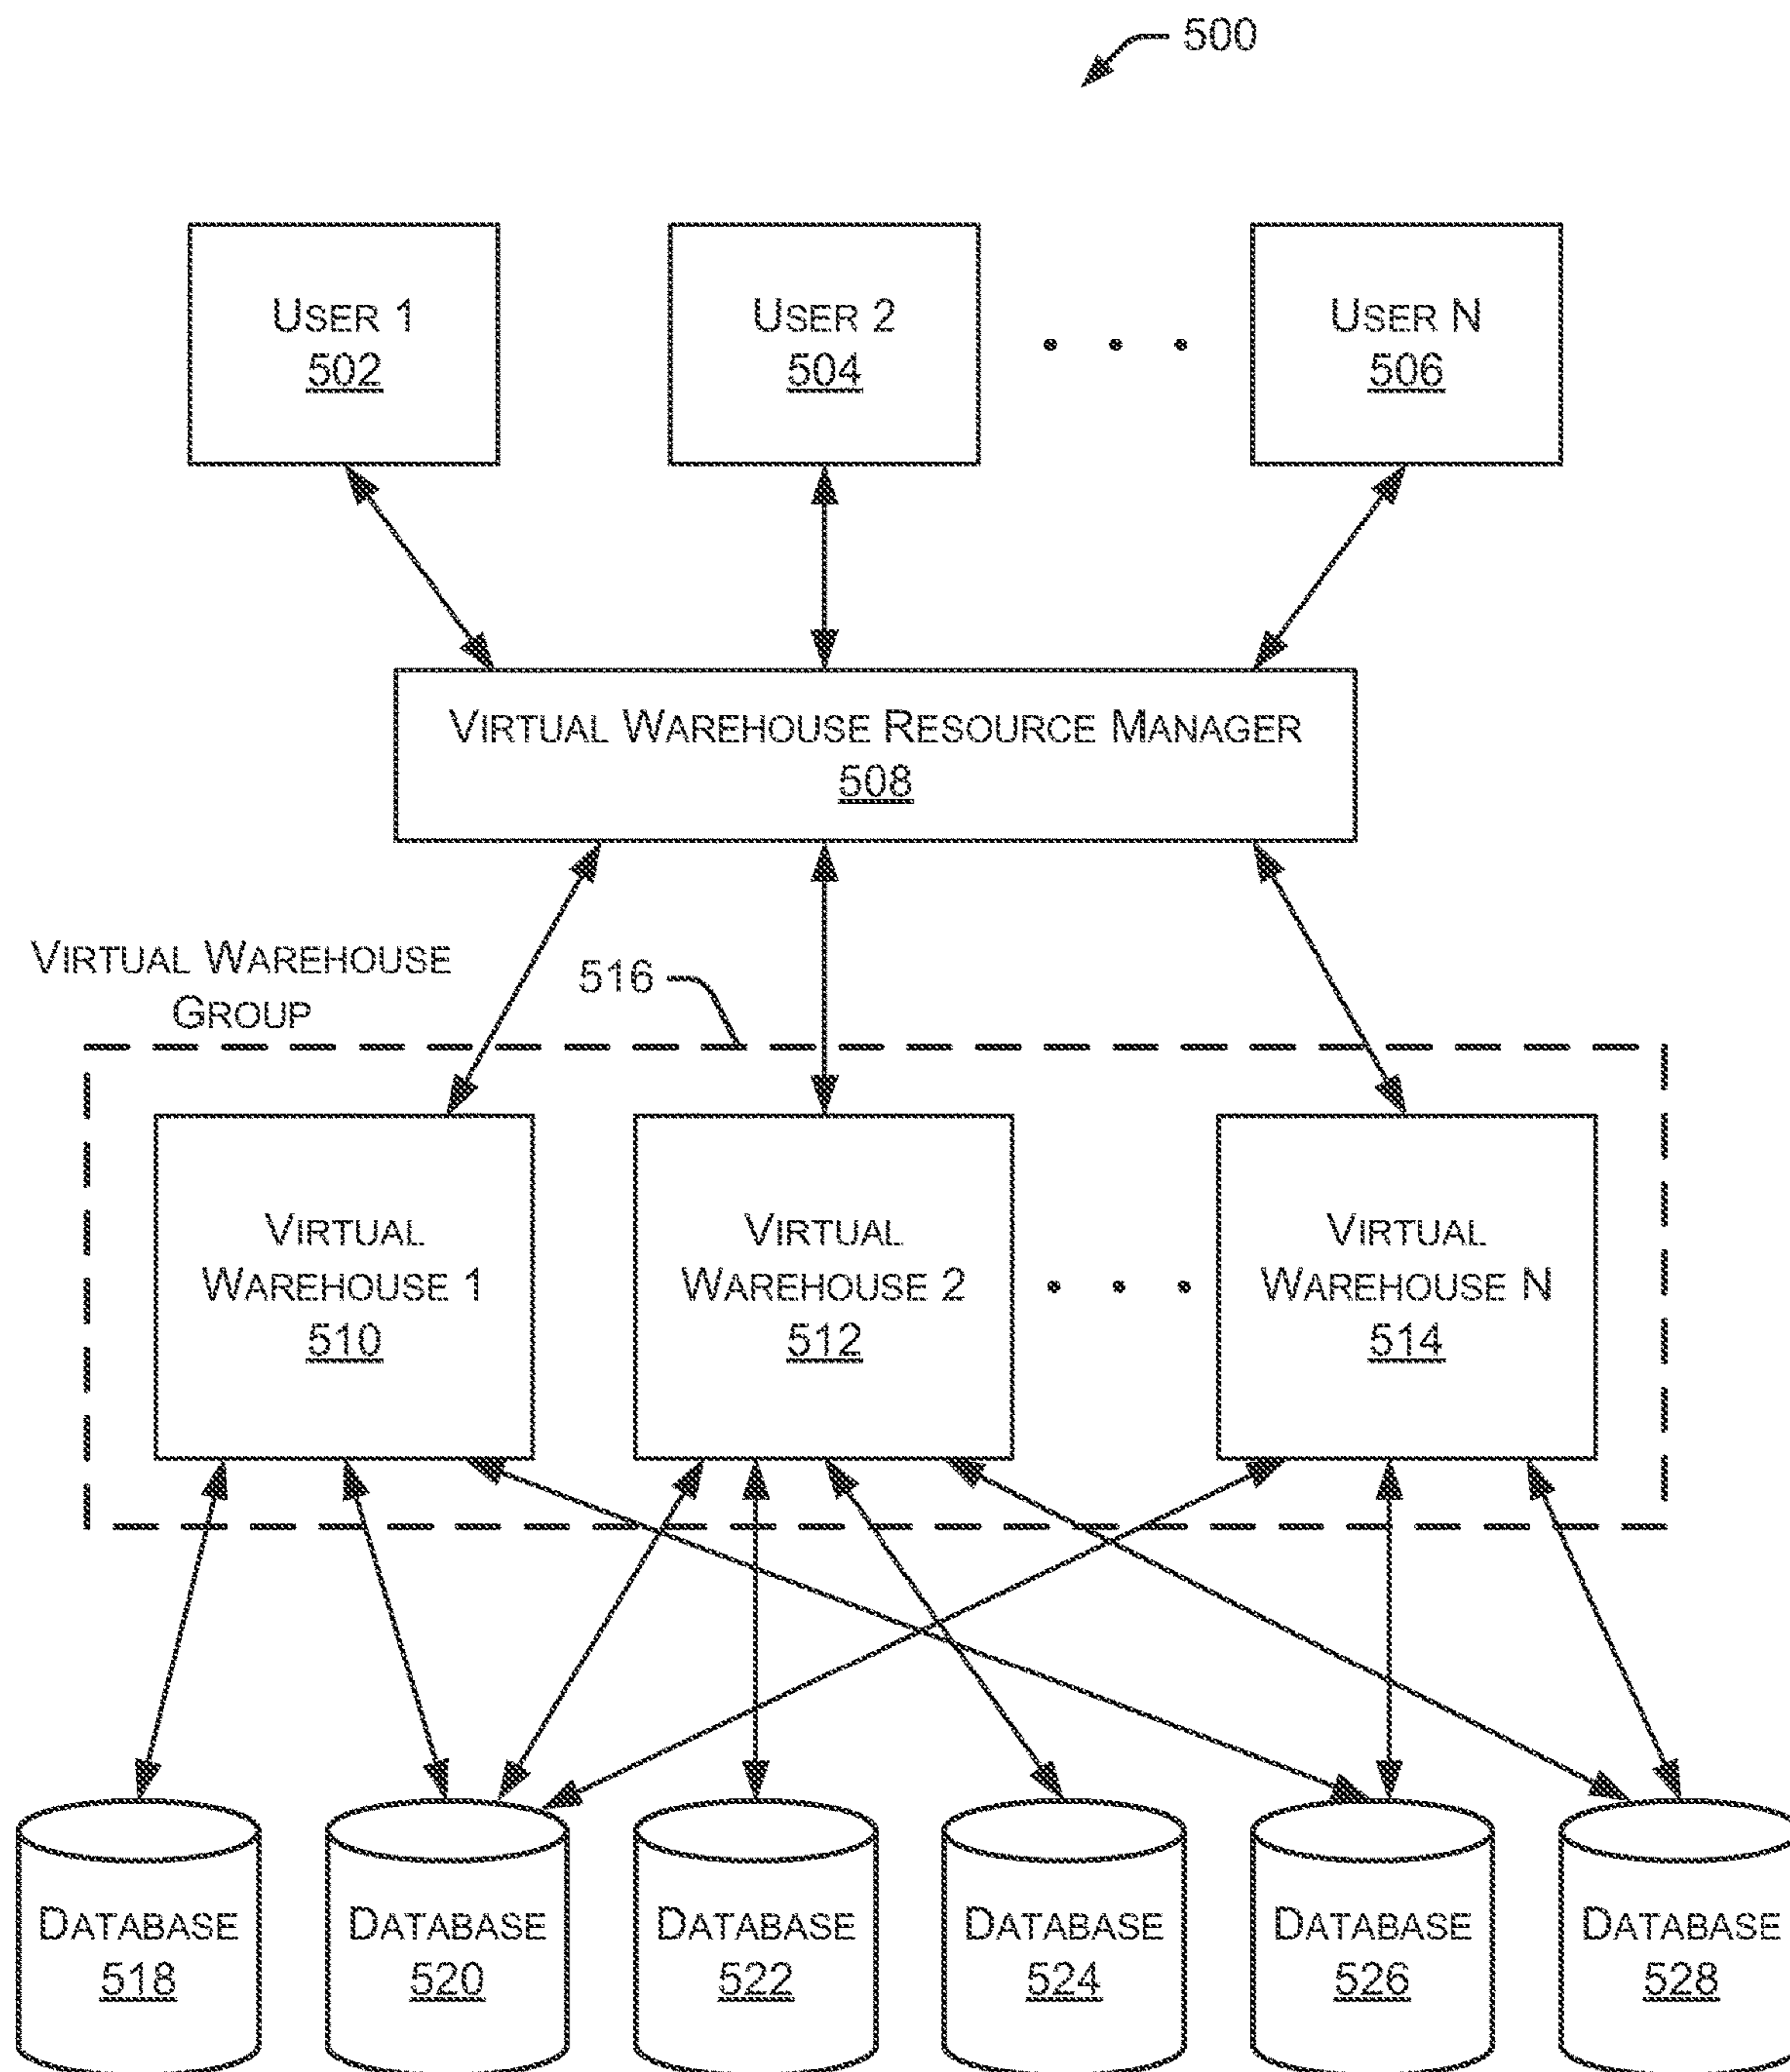 500
USER 1
502
USER 2
504
USER N
506
VIRTUAL WAREHOUSE RESOURCE MANAGER
508
VIRTUAL WAREHOUSE
GROUP
516
VIRTUAL
WAREHOUSE 1
510
VIRTUAL
WAREHOUSE 2
512
VIRTUAL
WAREHOUSE N
514
DATABASE
518
DATABASE
520
DATABASE
522
DATABASE
524
DATABASE
526
DATABASE
528